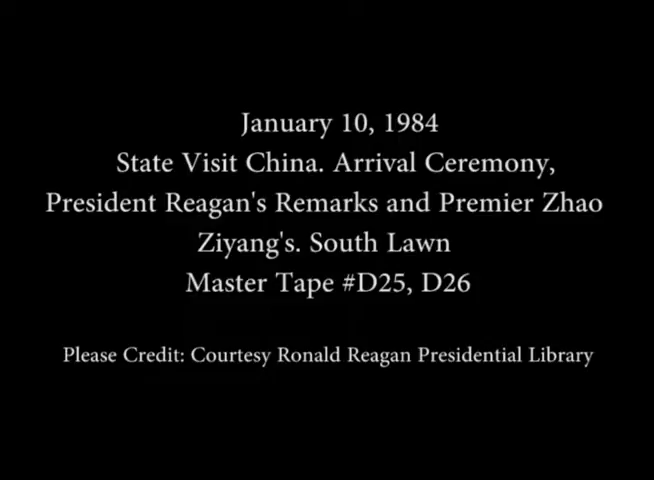 January 10, 1984
State Visit China. Arrival Ceremony,
President Reagan's Remarks and Premier Zhao
Ziyang's. South Lawn
Master Tape #D25, D26
Please Credit: Courtesy Ronald Reagan Presidential Library